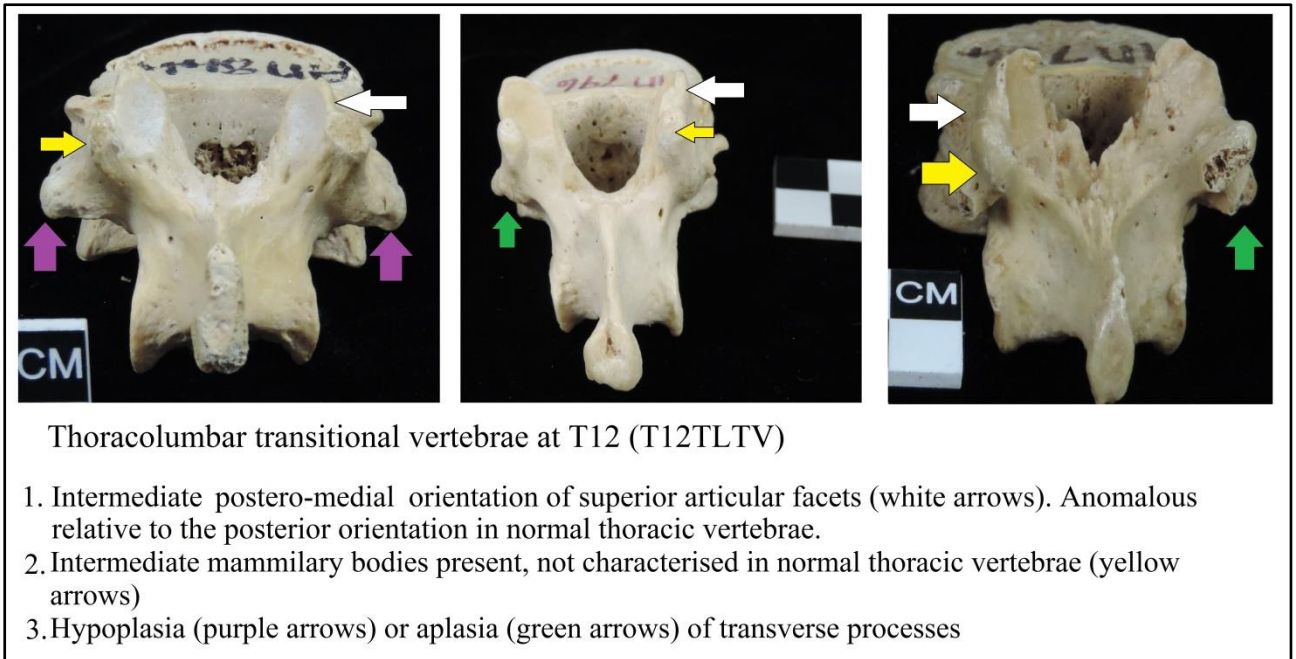 CM
CM
Thoracolumbar transitional vertebrae at T12 (T12TLTV)
1. Intermediate postero-medial orientation of superior articular facets (white arrows). Anomalous
relative to the posterior orientation in normal thoracic vertebrae.
2. Intermediate mammilary bodies present, not characterised in normal thoracic vertebrae (yellow
arrows)
3. Hypoplasia (purple arrows) or aplasia (green arrows) of transverse processes